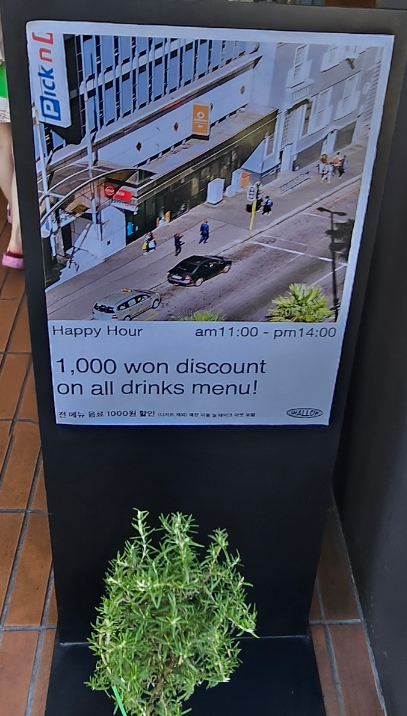 Pick n
Happy Hour am11:00 - pm14:00
1,000 won discount
on all drinks menu!
전 메뉴 음료 1000원 할인